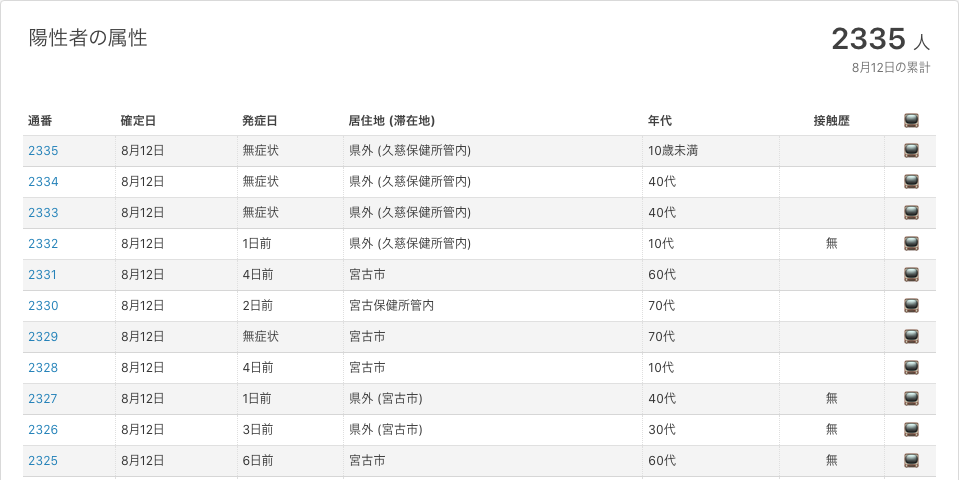 陽性者の属性
2335 人
8月12日の累計
通番 確定日 発症日 居住地 (滞在地) 年代 接触歴
2335 8月12日 無症状 県外 (久慈保健所管内) 10歳未満
2334 8月12日 無症状 県外 (久慈保健所管内) 40代
2333 8月12日 無症状 県外 (久慈保健所管内) 40代
2332 8月12日 1日前 県外 (久慈保健所管内) 10代 無
2331 8月12日 4日前 宮古市 60代
2330 8月12日 2日前 宮古保健所管内 70代
2329 8月12日 無症状 宮古市 70代
2328 8月12日 4日前 宮古市 10代
2327 8月12日 1日前 県外 (宮古市) 40代 無
2326 8月12日 3日前 県外 (宮古市) 30代 無
2325 8月12日 6日前 宮古市 60代 無